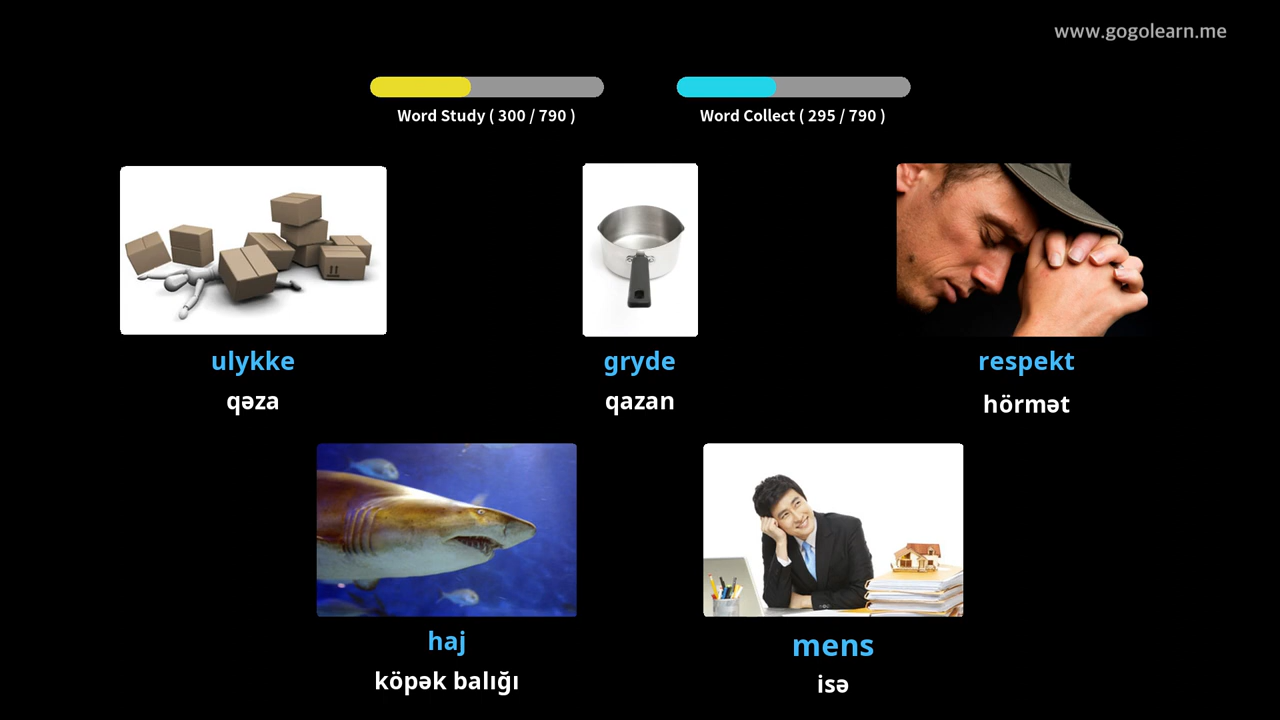 www.gogolearn.me
Word Study ( 300 / 790 )
Word Collect ( 295 / 790 )
ulykke
qəza
gryde
qazan
respekt
hörmət
haj
köpək balığı
mens
isə